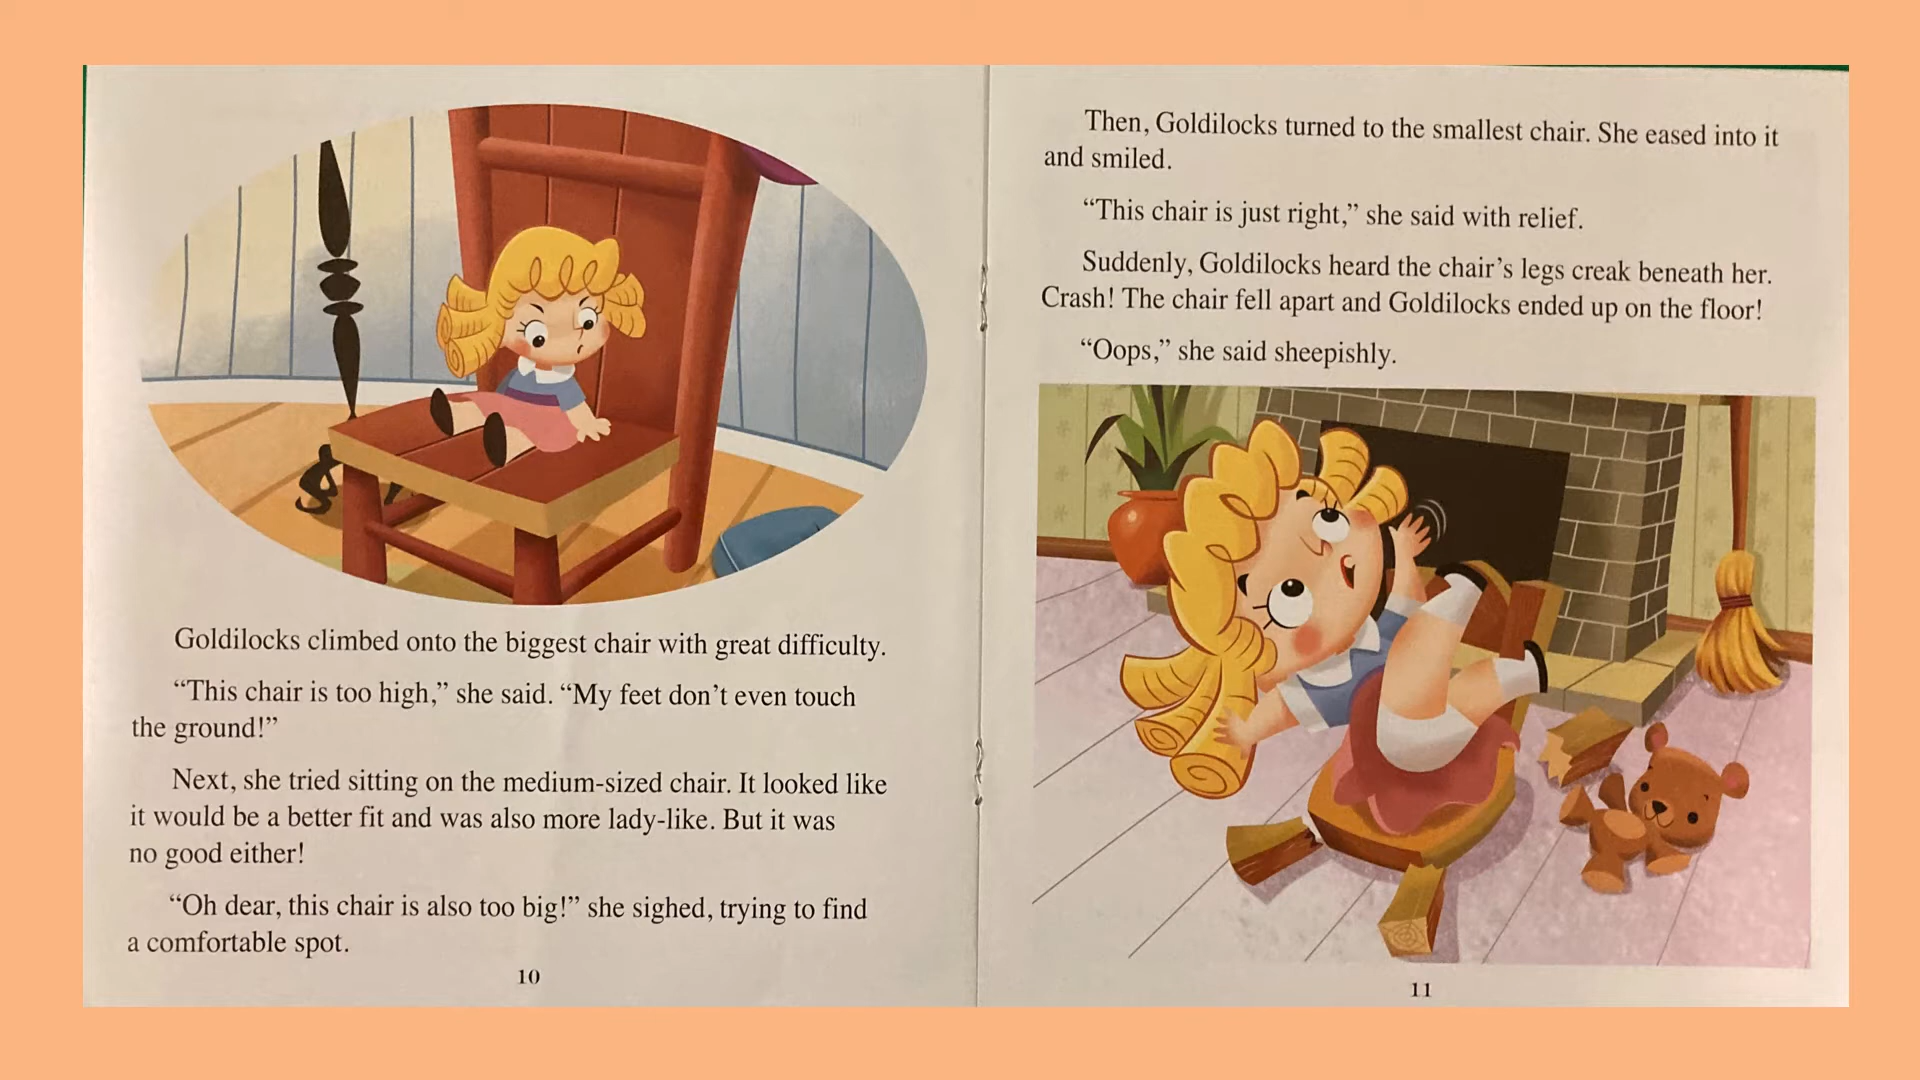 Goldilocks climbed onto the biggest chair with great difficulty.
“This chair is too high,” she said. “My feet don’t even touch
the ground!”
Next, she tried sitting on the medium-sized chair. It looked like
it would be a better fit and was also more lady-like. But it was
no good either!
“Oh dear, this chair is also too big!” she sighed, trying to find
a comfortable spot.
10
Then, Goldilocks turned to the smallest chair. She eased into it
and smiled.
“This chair is just right,” she said with relief.
Suddenly, Goldilocks heard the chair’s legs creak beneath her.
Crash! The chair fell apart and Goldilocks ended up on the floor!
“Oops,” she said sheepishly.
11